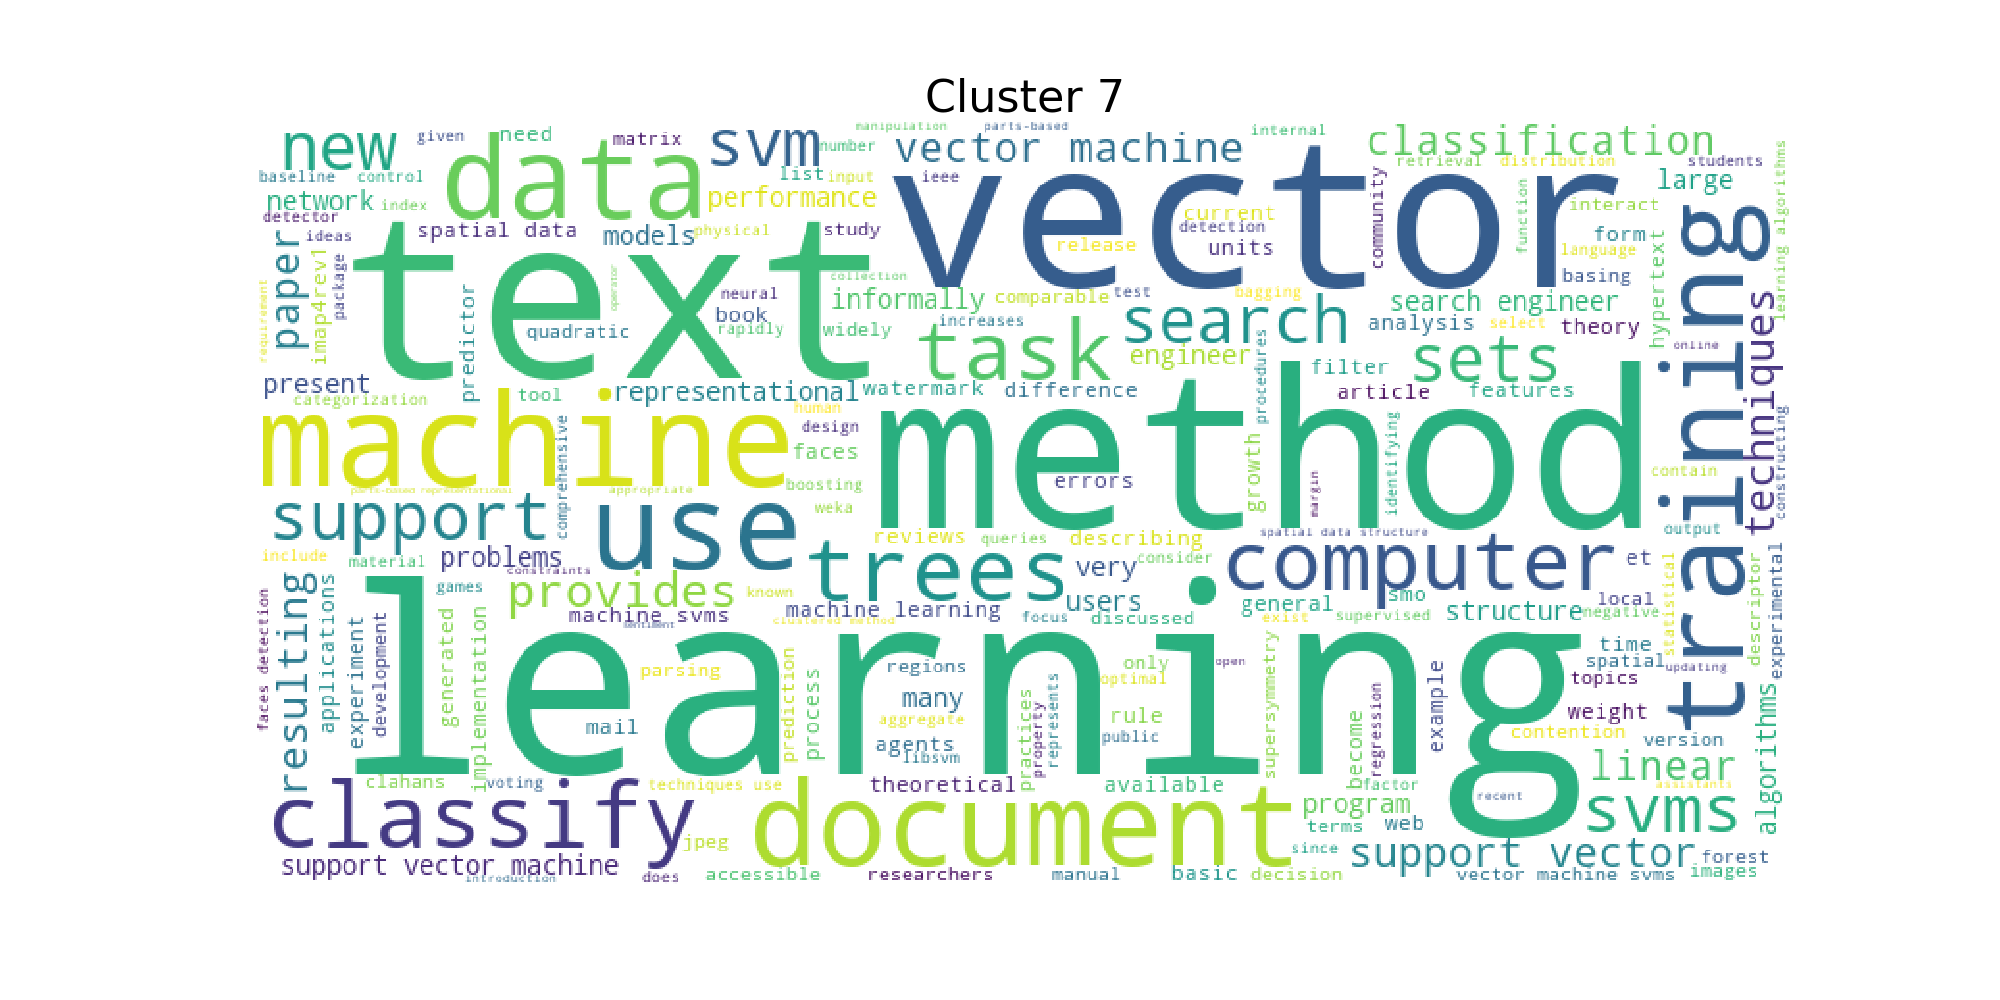 Cluster 7
new
given
need
matrix
svm
number
manipulation
parts-based
vector machine
internal
classification
baseline
control
data
list
input
ieee
retrieval
distribution
students
network
index
performance
vector
community
function
interact
large
learning algorithms
detector
ideas
spatial data
models
physical
study
current
detection
units
release
form
language
basing
training
requirement
paper
imap4rev1
package
text
operator
collection
predictor
neural
book
rapidly
quadratic
informally
comparable
test
bagging
widely
increases
search
search engineer
analysis
select
theory
hypertext
online
techniques
task
engineer
procedures
filter
sets
present
categorization
tool
representational
watermark
difference
article
features
machine
human
design
faces
method
boosting
weka
errors
growth
margin
identifying
contain
constructing
comprehensive
parts-based representational
appropriate
support
use
reviews
queries
describing
spatial data structure
output
include
material
problems
constraints
trees
consider
very
computer
et
statistical
descriptor
experimental
resulting
applications
games
provides
known
users
smo
local
faces detection
experiment
development
generated
implementation
machine svms
sentiment
machine learning
clustered method
focus
discussed
general
exist
supervised
structure
negative
learning
parsing
prediction
process
regions
only
open
optimal
supersymmetry
time
spatial
updating
topics
many
aggregate
practices
property
represents
rule
public
become
regression
example
weight
contention
version
mail
agents
libsvm
algorithms
clahans
voting
techniques use
theoretical
available
factor
linear
assistants
classify
document
recent
program
svms
jpeg
terms
web
support vector machine
introduction
does
accessible
researchers
manual
basic
decision
since
support vector
forest
vector machine svms
images